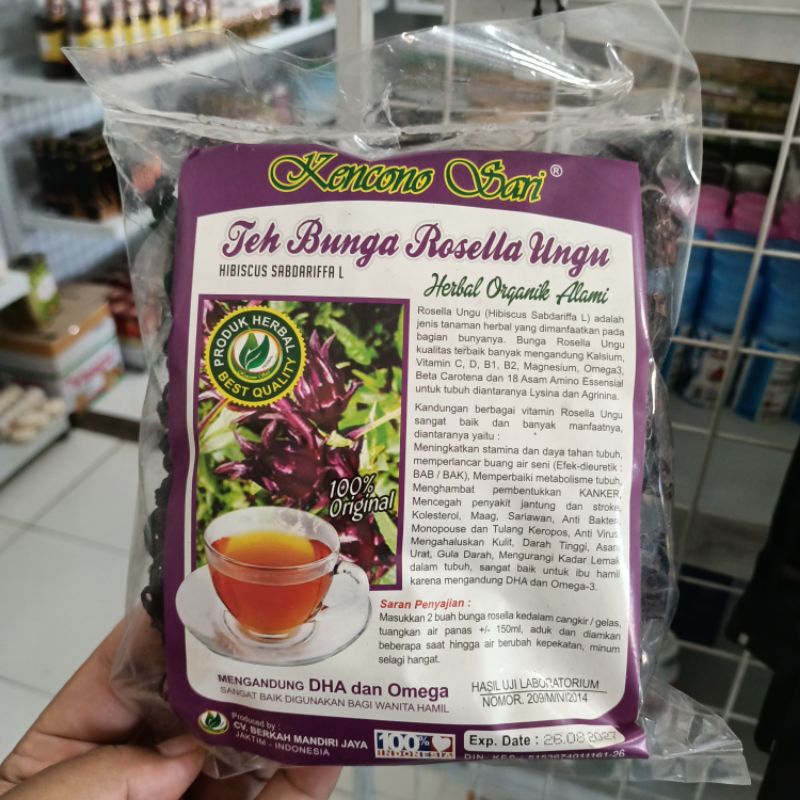 Kencono Sari ®
Teh Bunga Rosella Ungu
HIBISCUS SABDARIFFA L
Herbal Organik Alami
Rosella Ungu (Hibiscus Sabdariffa L) adalah
jenis tanaman herbal yang dimanfaatkan pada
bagian bunyanya. Bunga Rosella Ungu
kualitas terbaik banyak mengandung Kalsium,
Vitamin C, D, B1, B2, Magnesium, Omega3,
Beta Carotena dan 18 Asam Amino Essensial
untuk tubuh diantaranya Lysina dan Agrinina.
Kandungan berbagai vitamin Rosella Ungu
sangat baik dan banyak manfaatnya,
diantaranya yaitu :
Meningkatkan stamina dan daya tahan tubuh,
memperlancar buang air seni (Efek-dieuretik :
BAB / BAK), Memperbaiki metabolisme tubuh,
Menghambat pembentukkan KANKER,
Mencegah penyakit jantung dan stroke,
Kolesterol, Maag, Sariawan, Anti Bakteri,
Monopouse dan Tulang Keropos, Anti Virus,
Mengahaluskan Kulit, Darah Tinggi, Asam
Urat, Gula Darah, Mengurangi Kadar Lemak
dalam tubuh, sangat baik untuk ibu hamil
karena mengandung DHA dan Omega-3.
PRODUK HERBAL
BEST QUALITY
100%
Original
Saran Penyajian :
Masukkan 2 buah bunga rosella kedalam cangkir / gelas,
tuangkan air panas +/- 150ml, aduk dan diamkan
beberapa saat hingga air berubah kepekatan, minum
selagi hangat.
MENGANDUNG DHA dan Omega
SANGAT BAIK DIGUNAKAN BAGI WANITA HAMIL
HASIL UJI LABORATORIUM
NOMOR. 209/M/IV/2014
Produced by :
CV. BERKAH MANDIRI JAYA
JAKTIM - INDONESIA
100%
INDONESIA
Exp. Date : 26.08.2027